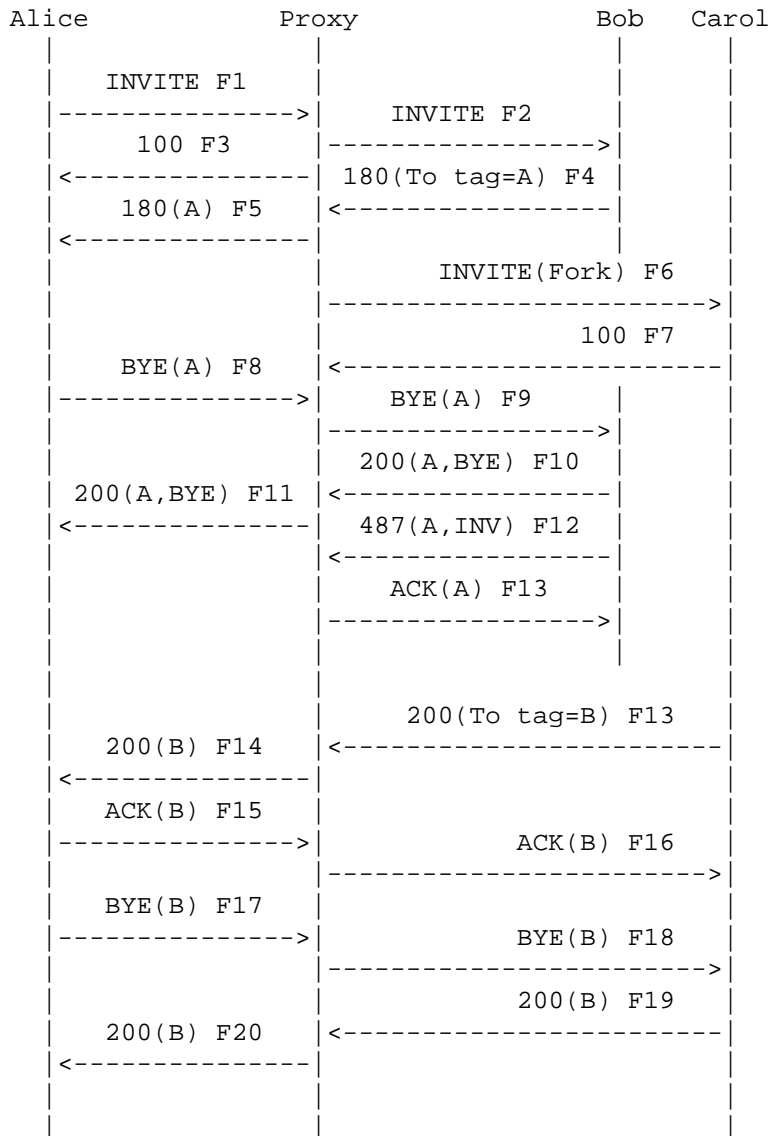 Alice Proxy Bob Carol
INVITE F1
INVITE F2
100 F3
180(To tag=A) F4
180(A) F5
INVITE(Fork) F6
100 F7
BYE(A) F8
BYE(A) F9
200(A,BYE) F10
200(A,BYE) F11
487(A,INV) F12
ACK(A) F13
200(To tag=B) F13
200(B) F14
ACK(B) F15
ACK(B) F16
BYE(B) F17
BYE(B) F18
200(B) F19
200(B) F20